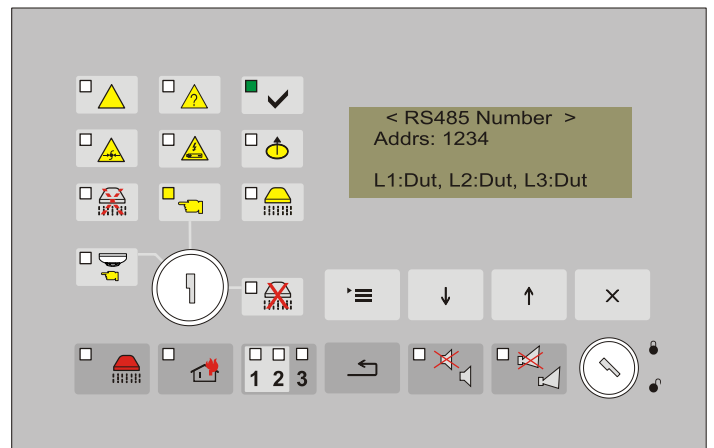 ?
< RS485 Number >
Addrs: 1234
L1:Dut, L2:Dut, L3:Dut
1 2 3